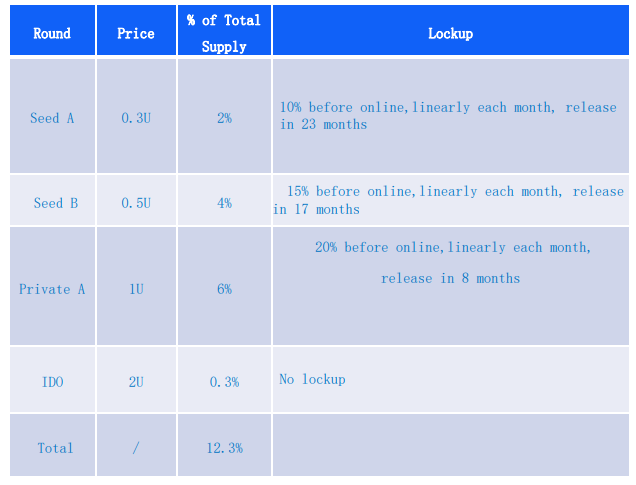 Round Price % of Total Supply Lockup
Seed A 0.3U 2% 10% before online,linearly each month, release
in 23 months
Seed B 0.5U 4% 15% before online,linearly each month, release
in 17 months
Private A 1U 6% 20% before online,linearly each month,
release in 8 months
IDO 2U 0.3% No lockup
Total / 12.3%